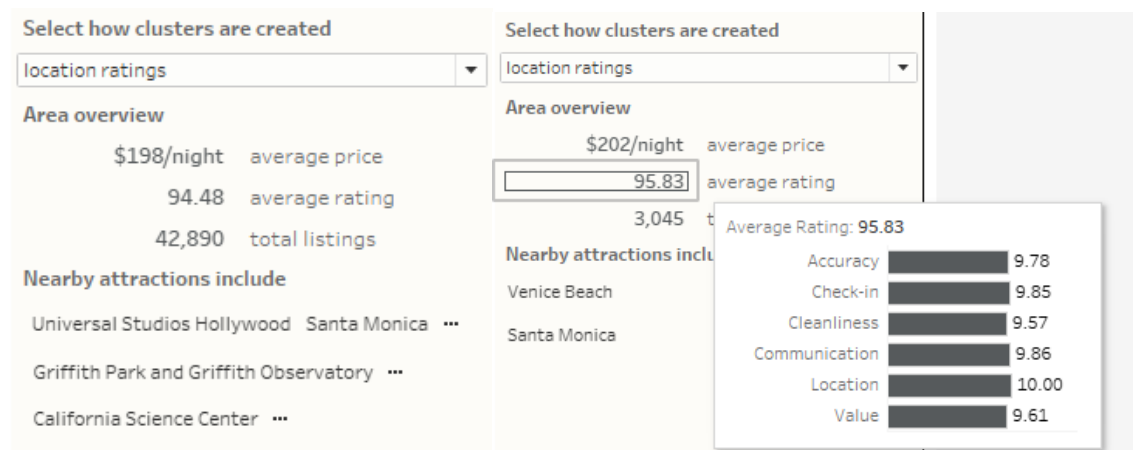 Select how clusters are created
location ratings
Area overview
$198/night average price
94.48 average rating
42,890 total listings
Nearby attractions include
Universal Studios Hollywood Santa Monica ...
Griffith Park and Griffith Observatory ...
California Science Center ...
Select how clusters are created
location ratings
Area overview
$202/night average price
95.83 average rating
3,045 t
Nearby attractions inclu
Venice Beach
Santa Monica
Average Rating: 95.83
Accuracy 9.78
Check-in 9.85
Cleanliness 9.57
Communication 9.86
Location 10.00
Value 9.61